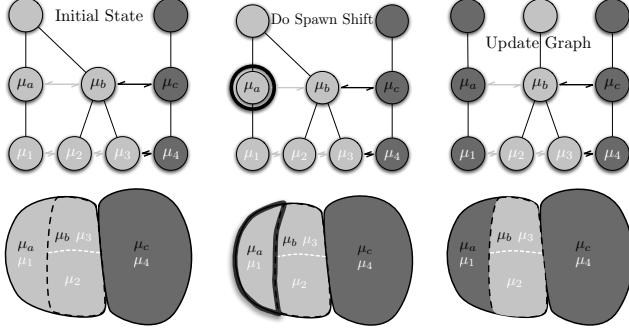 Initial State
μa μb μc
μ1 μ2 μ3 μ4
μa μb μ3 μc
μ1 μ2 μ4
Do Spawn Shift
μa μb μc
μ1 μ2 μ3 μ4
μa μb μ3 μc
μ1 μ2 μ4
Update Graph
μa μb μc
μ1 μ2 μ3 μ4
μa μb μ3 μc
μ1 μ2 μ4